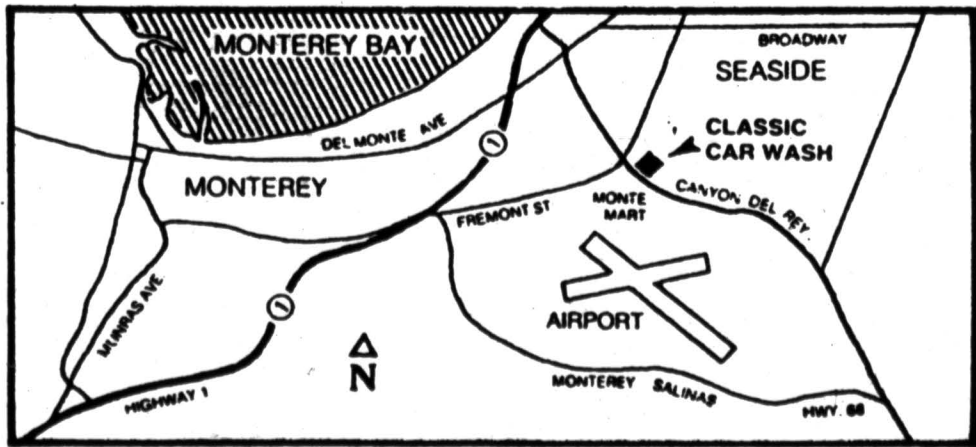 MONTEREY BAY
BROADWAY
SEASIDE
DEL MONTE AVE
1
CLASSIC
CAR WASH
MONTEREY
CANYON DEL REY
FREMONT ST
MONTE
MART
1
MUNRAS AVE.
AIRPORT
N
HIGHWAY 1
MONTEREY SALINAS
HWY. 68